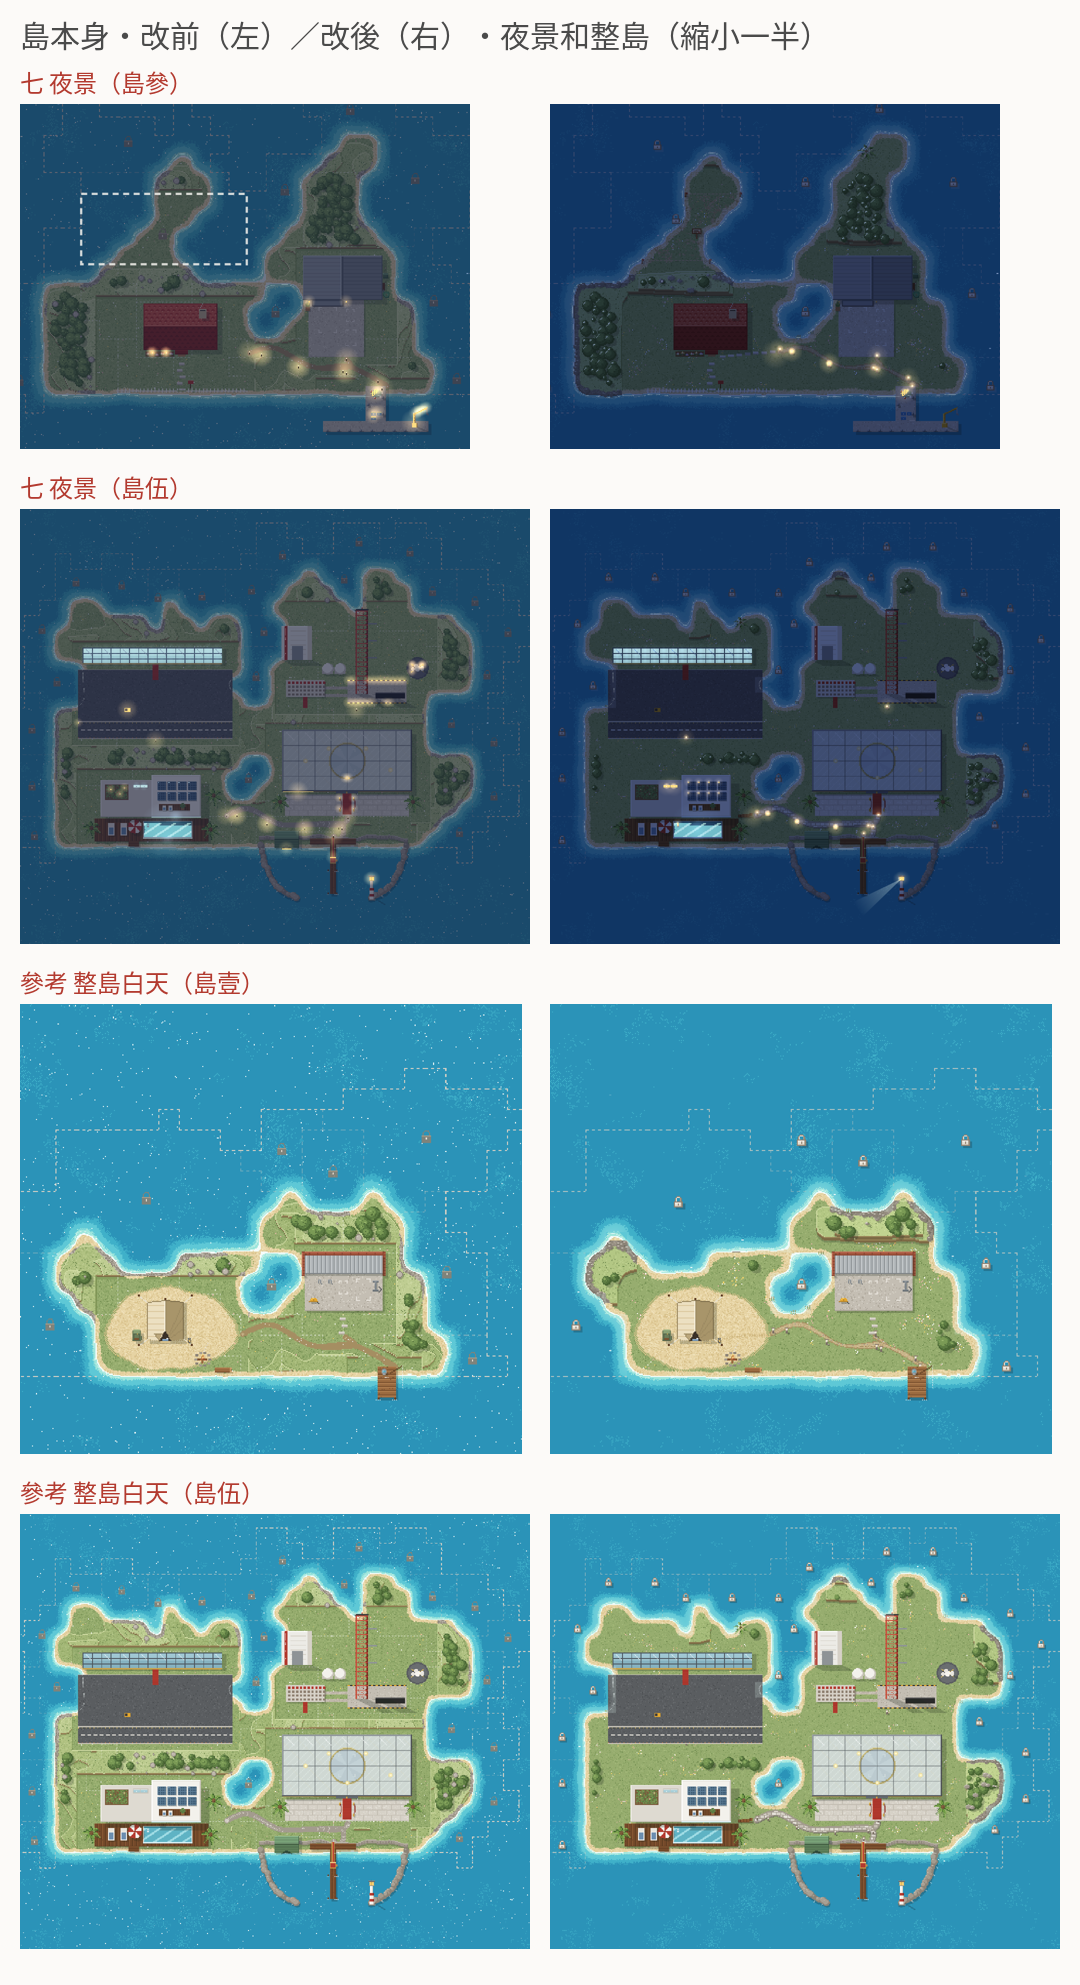 島本身・改前（左）／改後（右）・夜景和整島（縮小一半）
七 夜景（島參）
七 夜景（島伍）
參考 整島白天（島壹）
參考 整島白天（島伍）